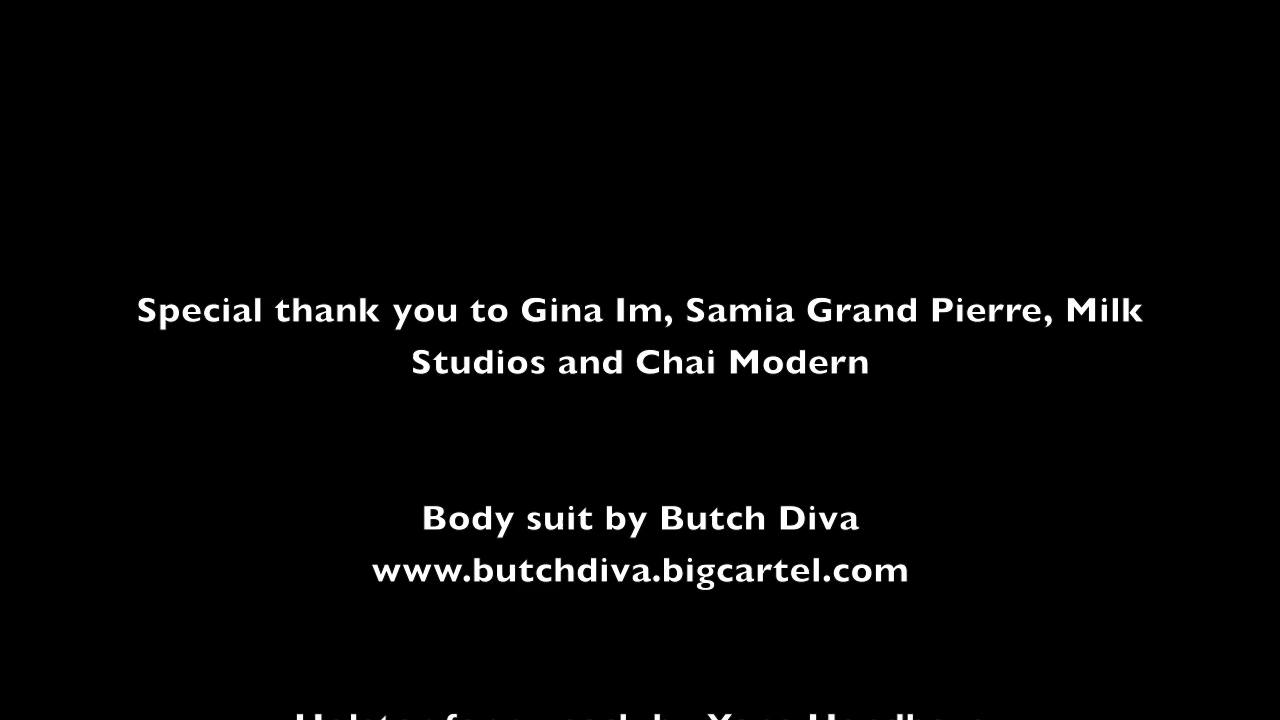 Special thank you to Gina Im, Samia Grand Pierre, Milk
Studios and Chai Modern
Body suit by Butch Diva
www.butchdiva.bigcartel.com